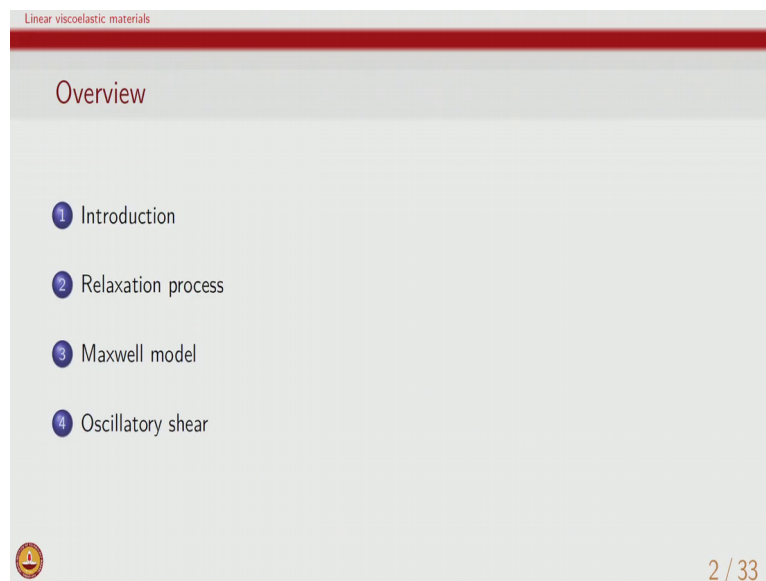 Linear viscoelastic materials
Overview
1 Introduction
2 Relaxation process
3 Maxwell model
4 Oscillatory shear
2 / 33